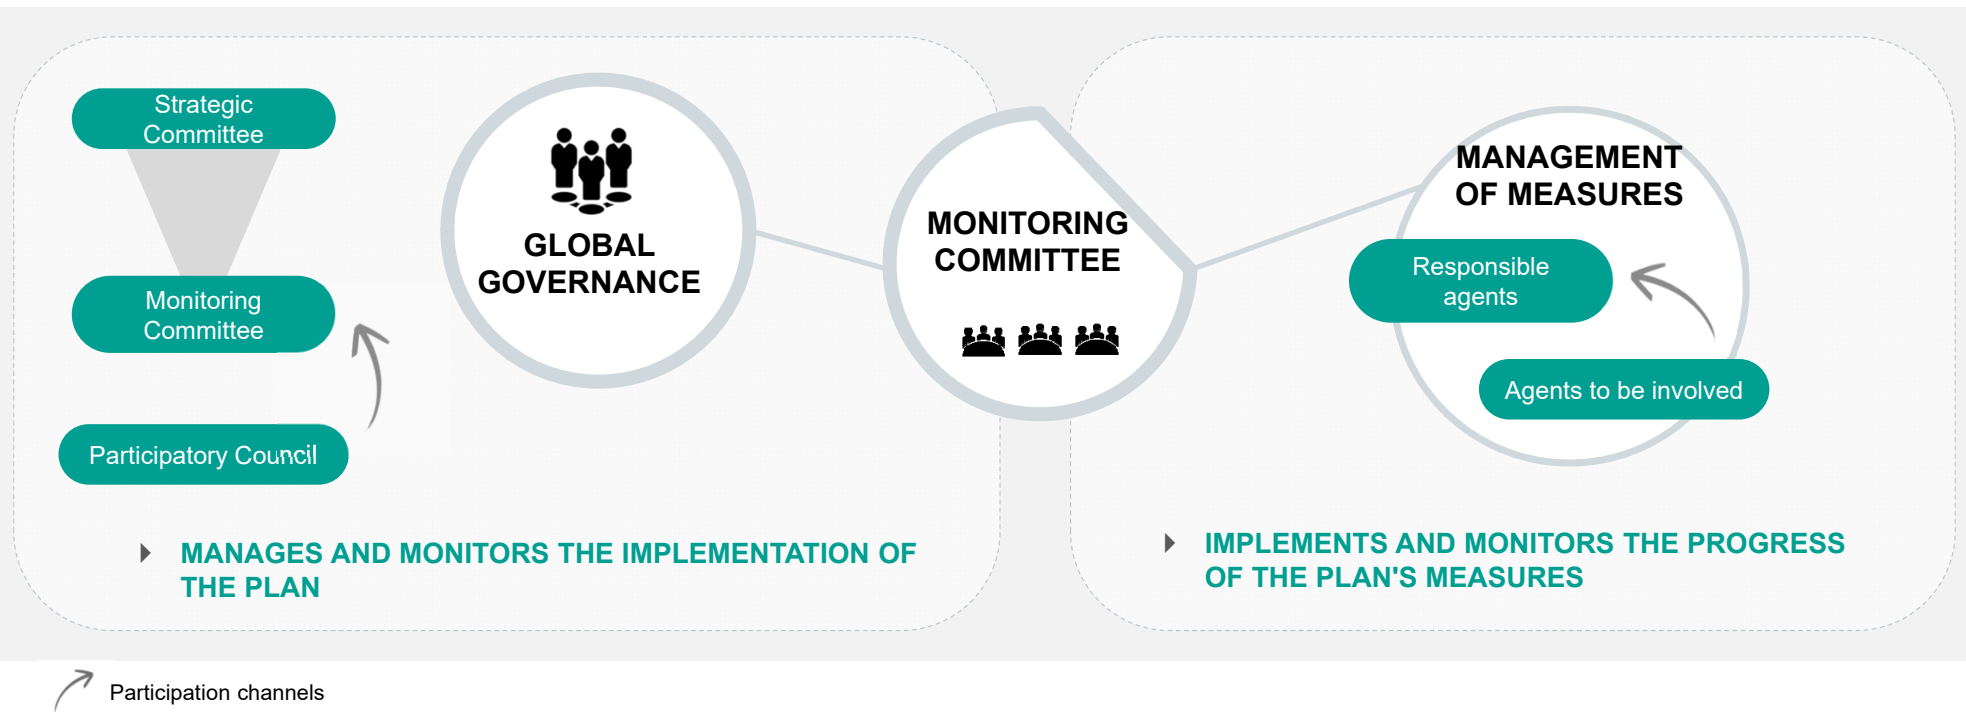 Strategic
Committee
Monitoring
Committee
Participatory Council
GLOBAL
GOVERNANCE
MANAGES AND MONITORS THE IMPLEMENTATION OF
THE PLAN
MONITORING
COMMITTEE
MANAGEMENT
OF MEASURES
Responsible
agents
Agents to be involved
IMPLEMENTS AND MONITORS THE PROGRESS
OF THE PLAN'S MEASURES
Participation channels